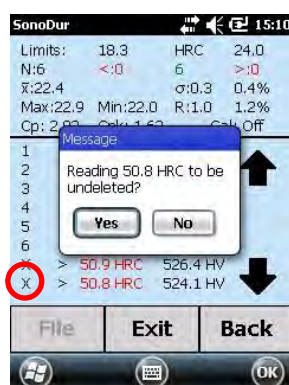 SonoDur 15:10
Limits: 18.3 HRC 24.0
N:6 <:0 6 >:0
x̄:22.4 σ:0.3 0.4%
Max:22.9 Min:22.0 R:1.0 1.2%
Cp: Off
Message
Reading 50.8 HRC to be
undeleted?
Yes No
1
2
3
4
5
6
> 50.9 HRC 526.4 HV
X > 50.8 HRC 524.1 HV
File Exit Back
OK